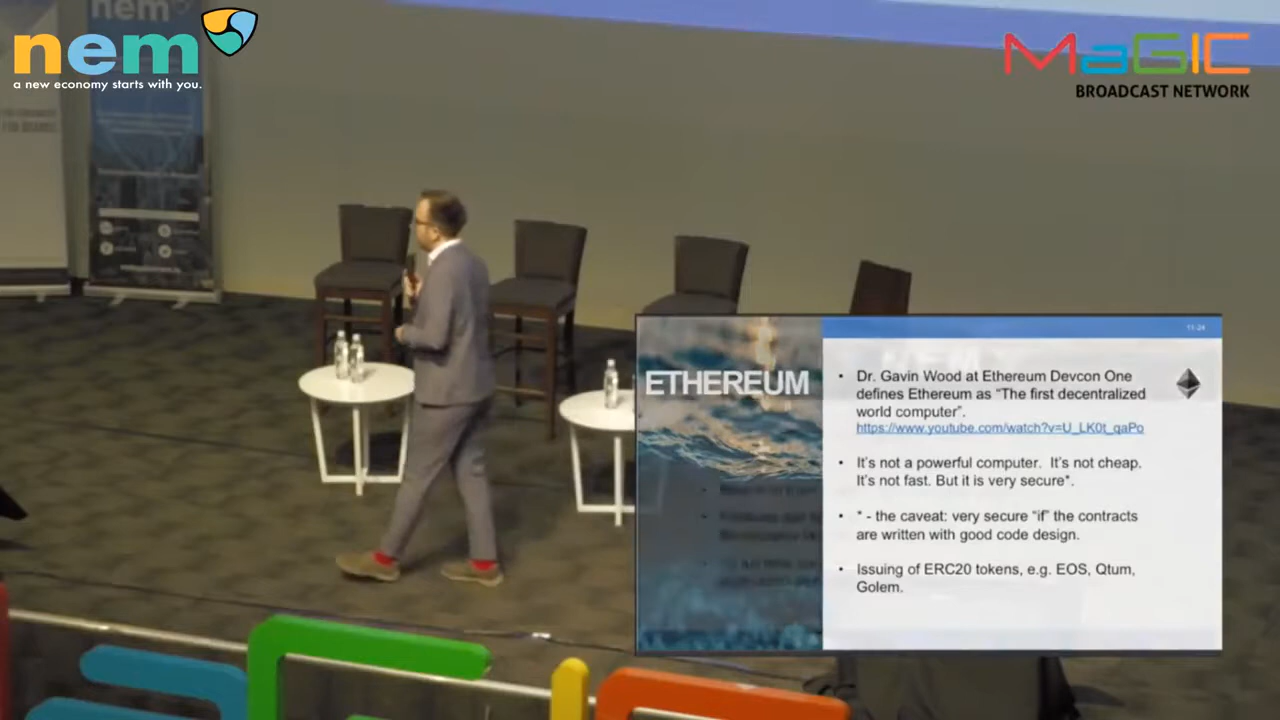 nem
nem
a new economy starts with you.
MaGIC
BROADCAST NETWORK
11:24
ETHEREUM
• Dr. Gavin Wood at Ethereum Devcon One
defines Ethereum as “The first decentralized
world computer”.
https://www.youtube.com/watch?v=U_LK0t_qaPo
• It’s not a powerful computer. It’s not cheap.
It’s not fast. But it is very secure*.
• * - the caveat: very secure “if” the contracts
are written with good code design.
• Issuing of ERC20 tokens, e.g. EOS, Qtum,
Golem.